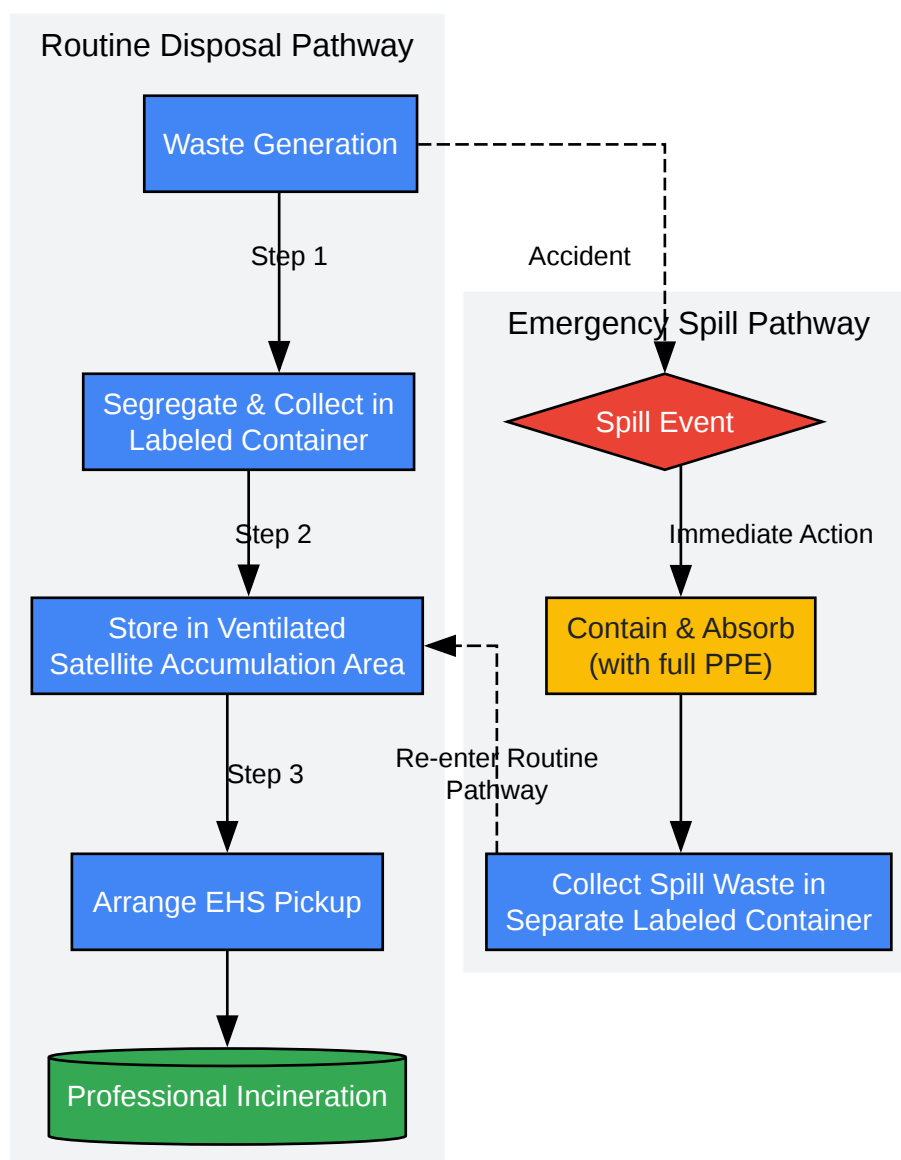 Routine Disposal Pathway
Waste Generation
Step 1
Accident
Emergency Spill Pathway
Segregate & Collect in
Labeled Container
Spill Event
Step 2
Immediate Action
Store in Ventilated
Satellite Accumulation Area
Contain & Absorb
(with full PPE)
Step 3
Re-enter Routine
Pathway
Arrange EHS Pickup
Collect Spill Waste in
Separate Labeled Container
Professional Incineration